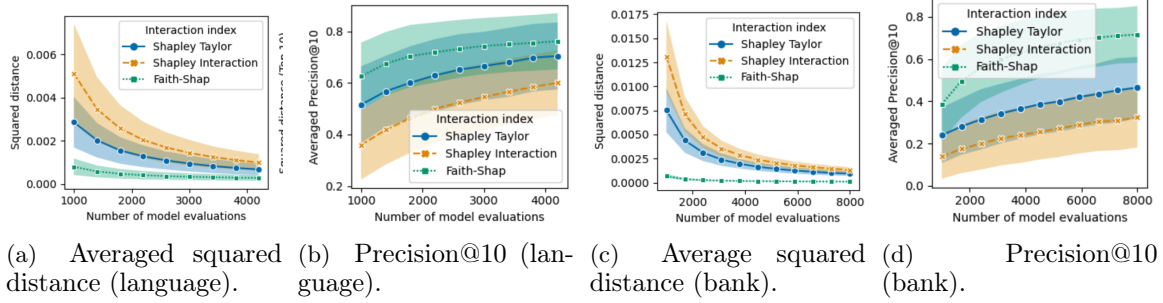 Squared distance
0.006
0.004
0.002
0.000
Interaction index
Shapley Taylor
Shapley Interaction
Faith-Shap
1000 2000 3000 4000
Number of model evaluations
Averaged Precision@10
0.8
0.6
0.4
0.2
Interaction index
Shapley Taylor
Shapley Interaction
Faith-Shap
1000 2000 3000 4000
Number of model evaluations
Squared distance
0.0175
0.0150
0.0125
0.0100
0.0075
0.0050
0.0025
0.0000
Interaction index
Shapley Taylor
Shapley Interaction
Faith-Shap
2000 4000 6000 8000
Number of model evaluations
Averaged Precision@10
0.8
0.6
0.4
0.2
0.0
Interaction index
Shapley Taylor
Shapley Interaction
Faith-Shap
2000 4000 6000 8000
Number of model evaluations
(a) Averaged squared
distance (language).
(b) Precision@10 (lan-
guage).
(c) Average squared
distance (bank).
(d) Precision@10
(bank).